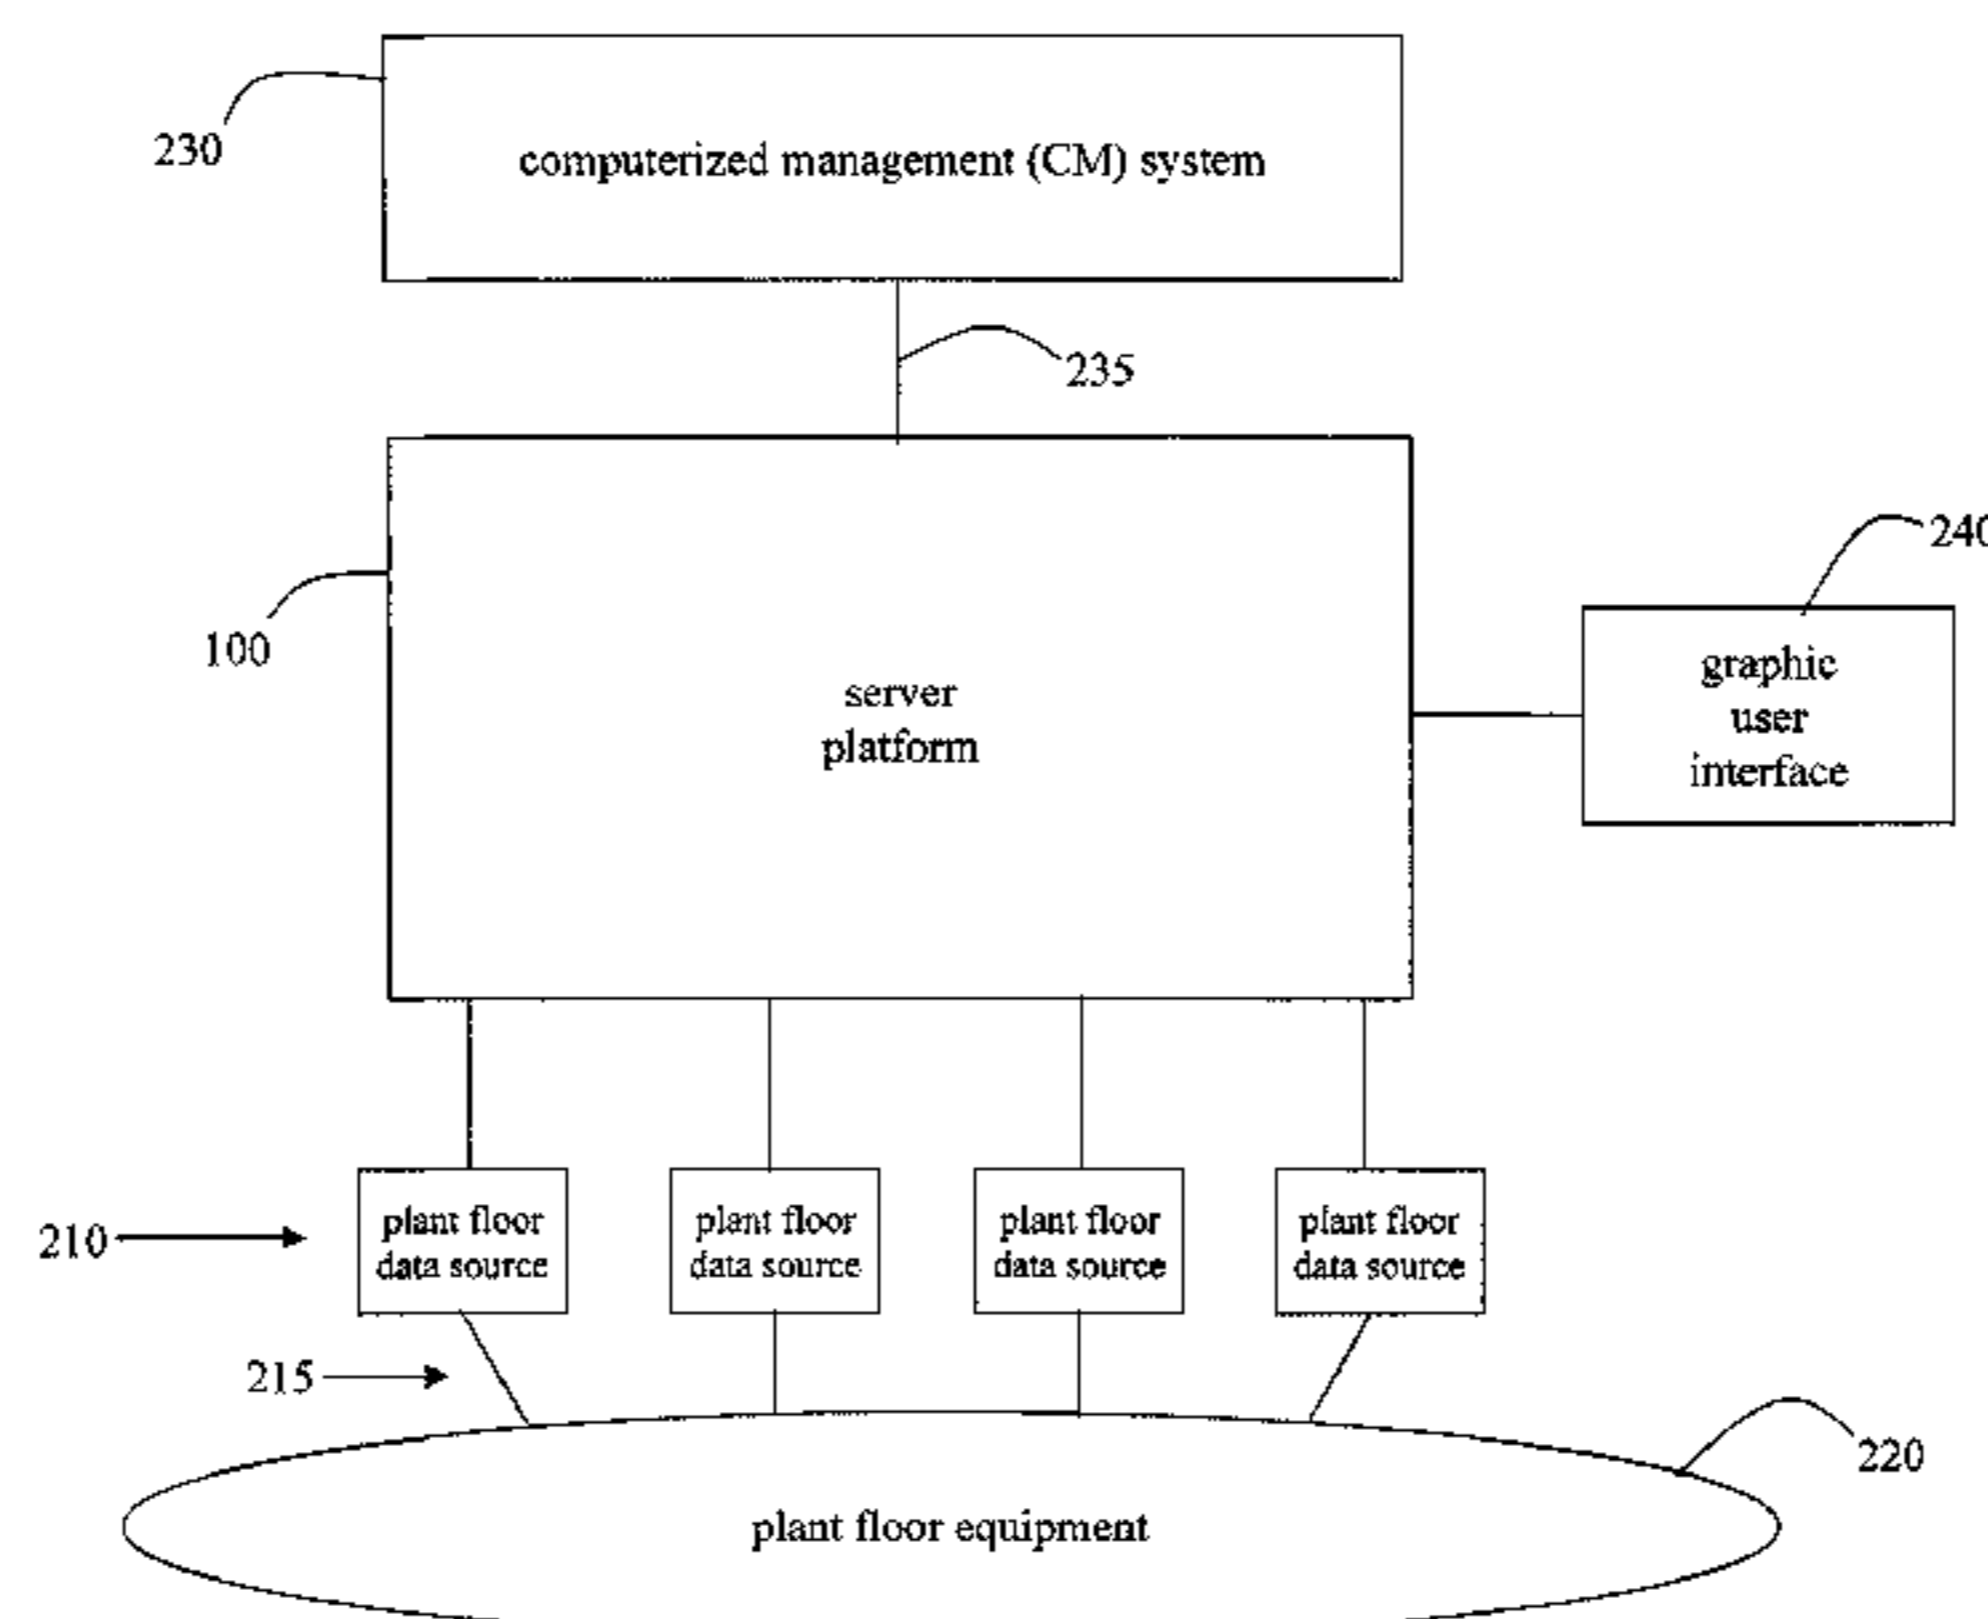 230
computerized management (CM) system
235
240
100
server
platform
graphic
user
interface
210
plant floor
data source
plant floor
data source
plant floor
data source
plant floor
data source
215
220
plant floor equipment